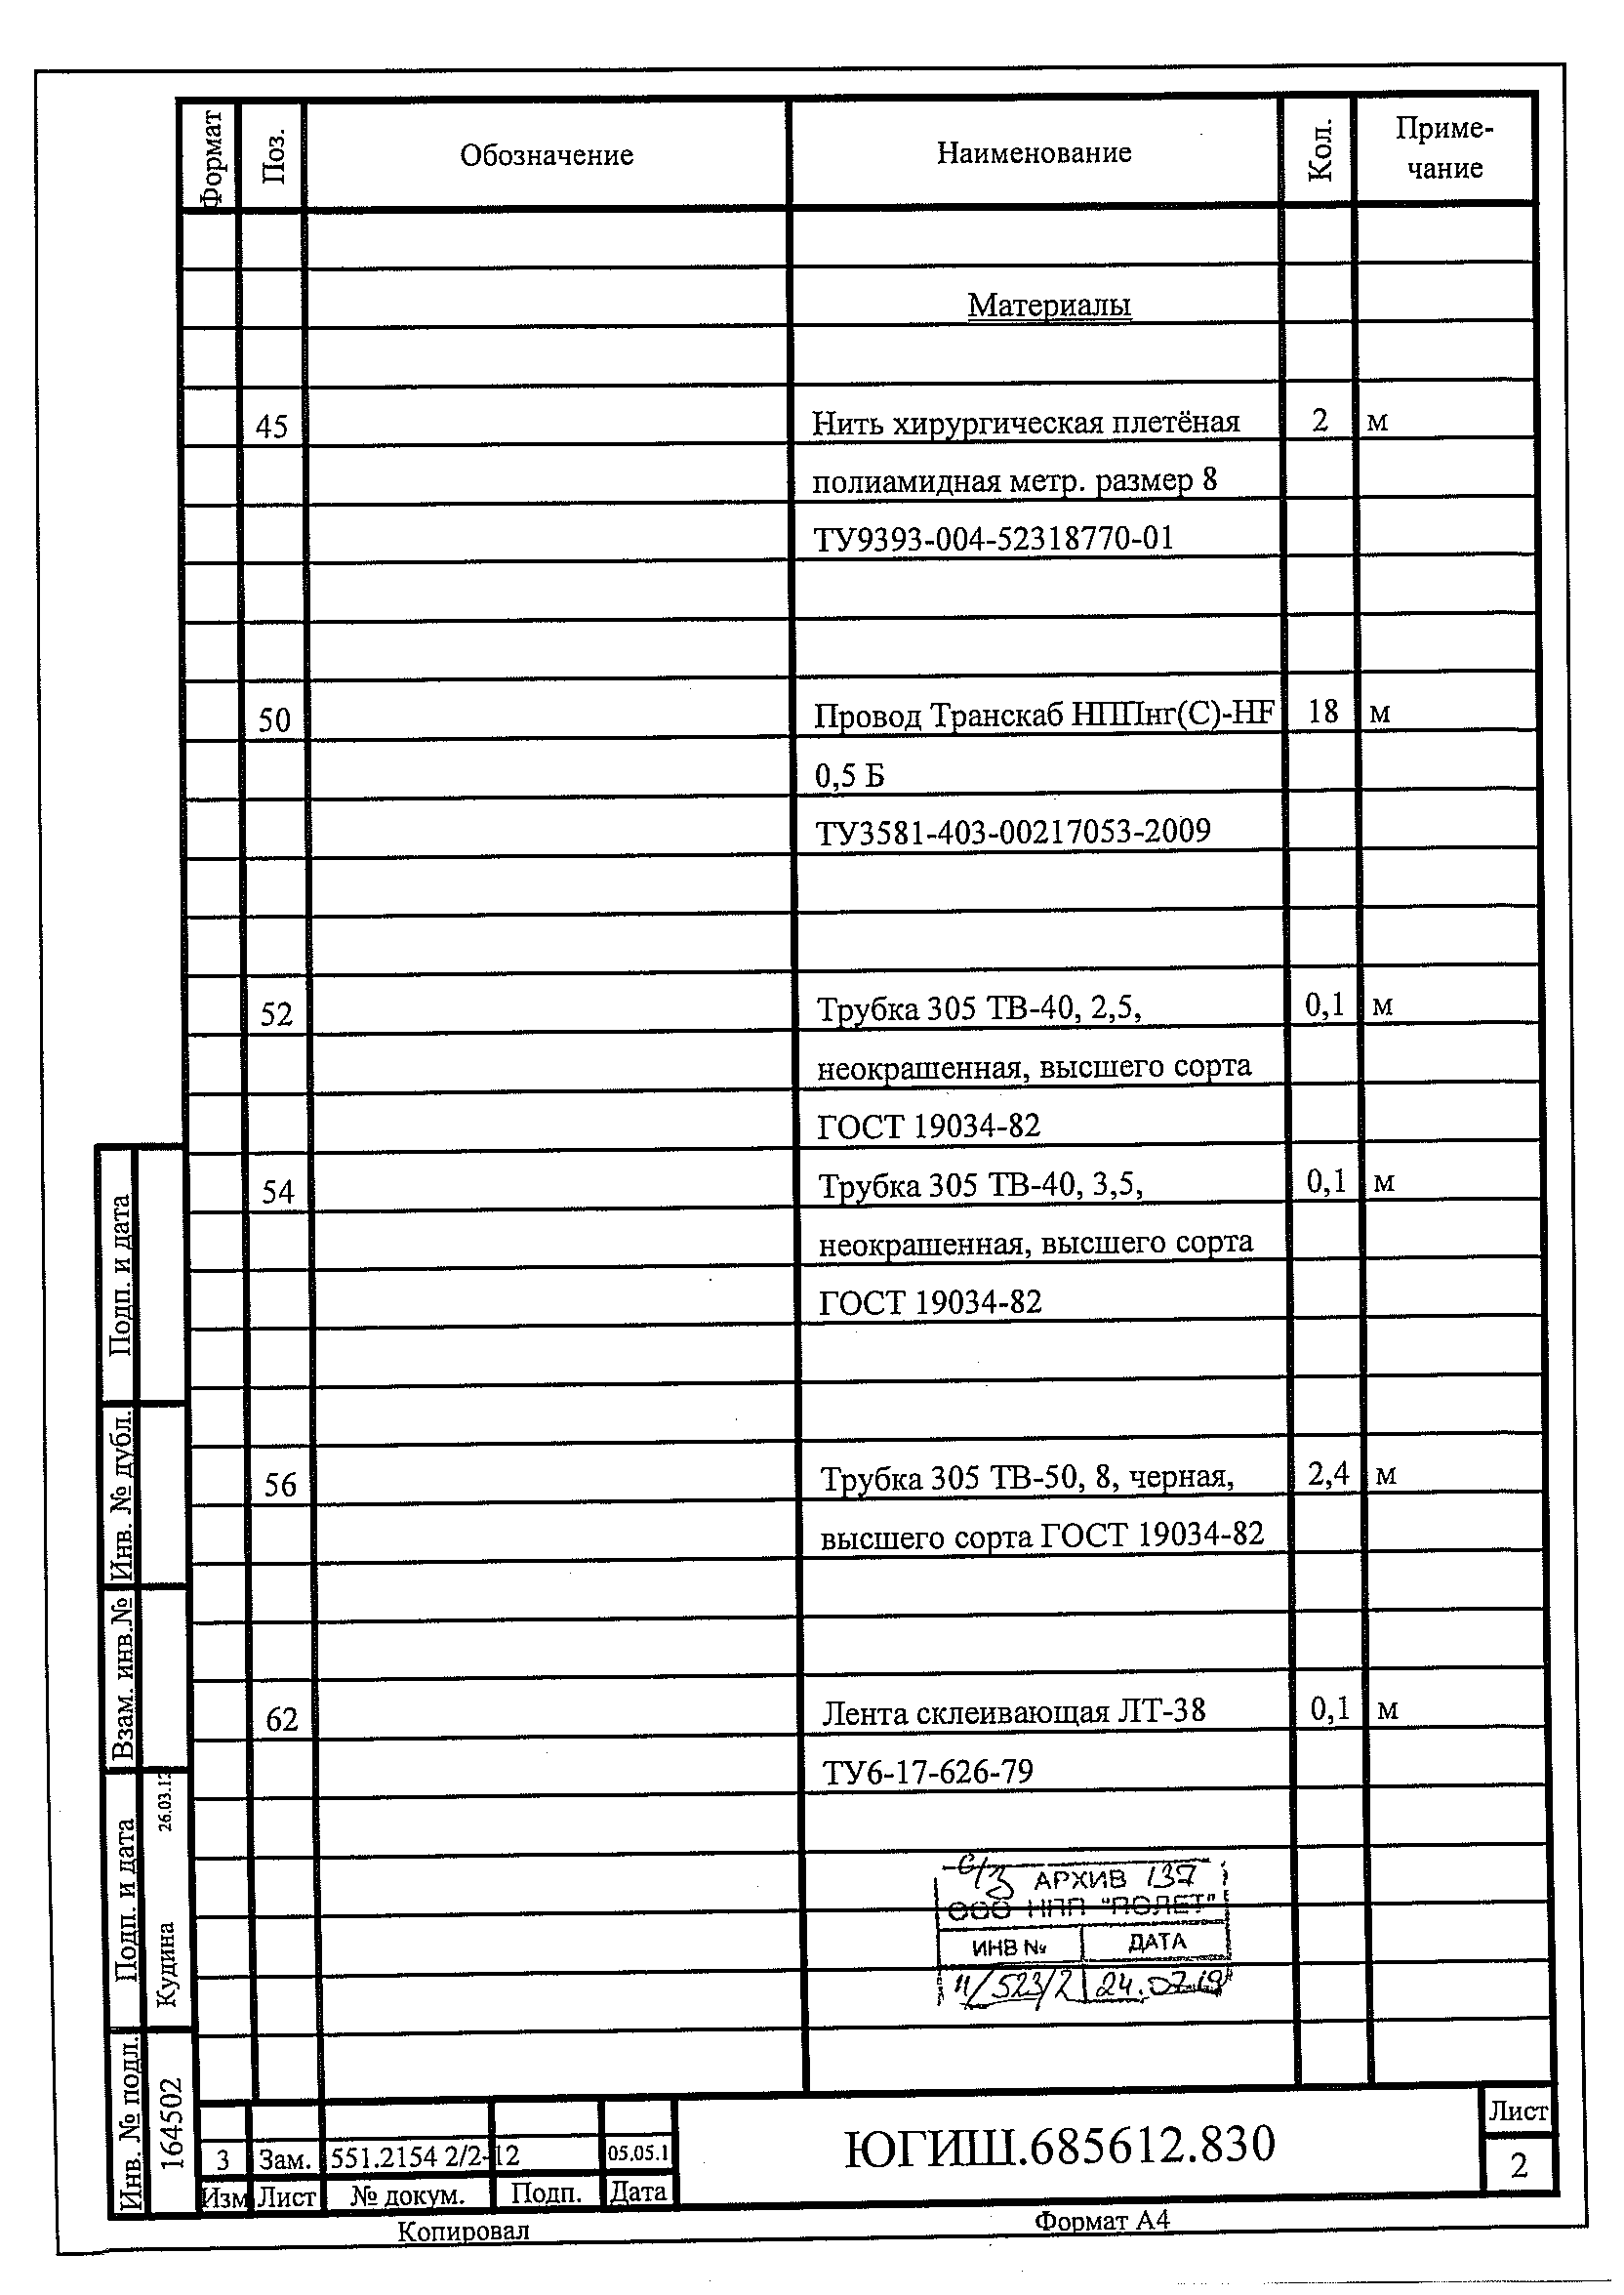 Формат Поз. Обозначение Наименование Кол. Приме-
чание
Материалы
45 Нить хирургическая плетёная 2 м
полиамидная метр. размер 8
ТУ9393-004-52318770-01
50 Провод Транскаб НППнг(С)-HF 18 м
0,5 Б
ТУ3581-403-00217053-2009
52 Трубка 305 ТВ-40, 2,5, 0,1 м
неокрашенная, высшего сорта
ГОСТ 19034-82
54 Трубка 305 ТВ-40, 3,5, 0,1 м
неокрашенная, высшего сорта
ГОСТ 19034-82
56 Трубка 305 ТВ-50, 8, черная, 2,4 м
высшего сорта ГОСТ 19034-82
62 Лента склеивающая ЛТ-38 0,1 м
ТУ6-17-626-79
АРХИВ 137
ООО НПП "ПОЛЕТ"
ИНВ № ДАТА
11/523/2 24.07.19
Подп. и дата
Инв. № дубл.
Взам. инв.№
Подп. и дата
Кудина 26.03.12
Инв. № подл.
164502
3 Зам. 551.2154 2/2-12 05.05.1
Изм Лист № докум. Подп. Дата
ЮГИШ.685612.830
Лист
2
Копировал Формат А4